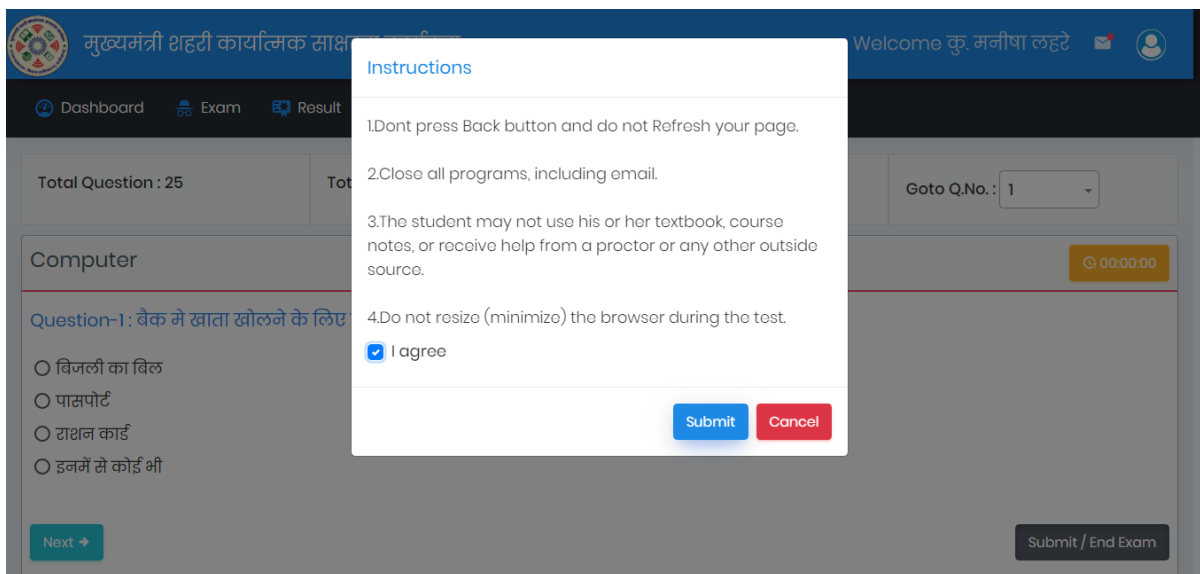 मुख्यमंत्री शहरी कार्यात्मक
Welcome कु. मनीषा लहरे
Dashboard
Exam
Result
Total Question : 25
Goto Q.No. : 1
Computer
00:00:00
Question-1 : बैक मे खाता खोलने के लिए
बिजली का बिल
पासपोर्ट
राशन कार्ड
इनमें से कोई भी
Next
Submit / End Exam
Instructions
1.Dont press Back button and do not Refresh your page.
2.Close all programs, including email.
3.The student may not use his or her textbook, course
notes, or receive help from a proctor or any other outside
source.
4.Do not resize (minimize) the browser during the test.
I agree
Submit
Cancel